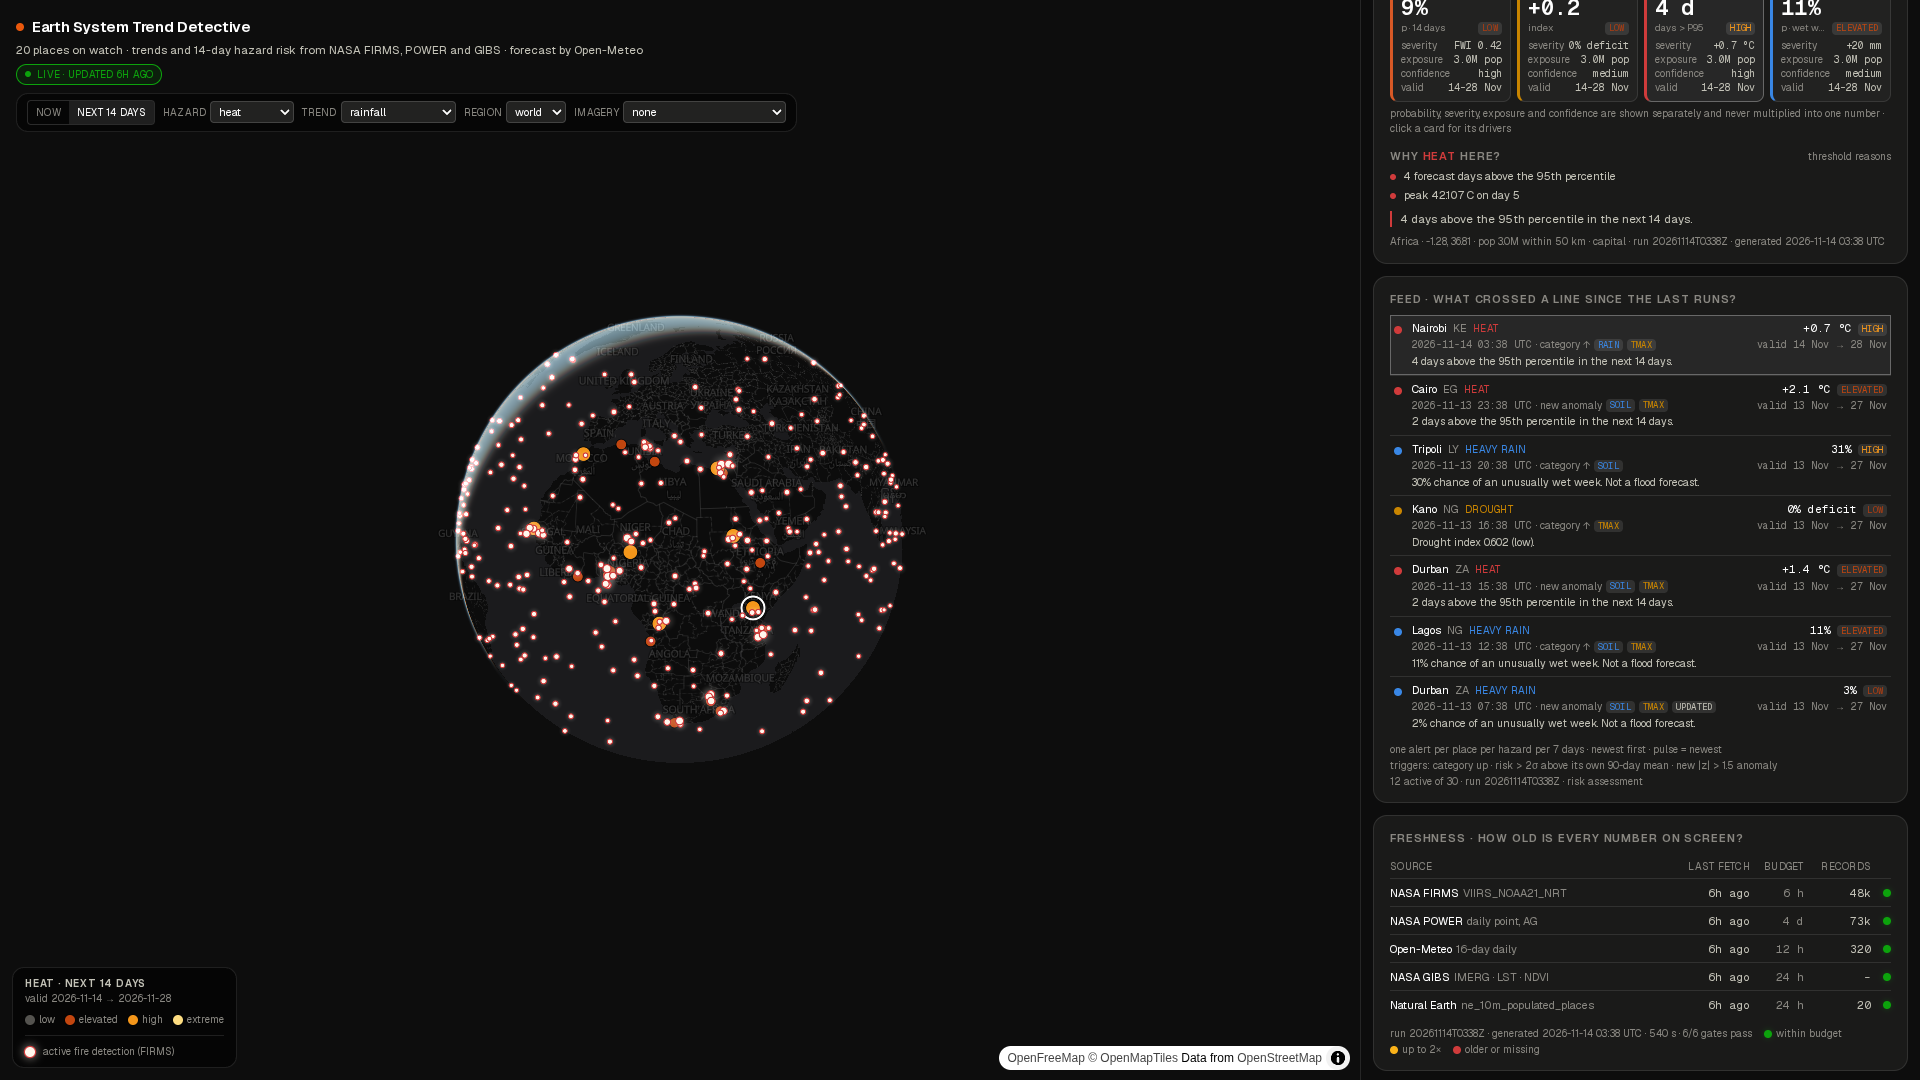 Earth System Trend Detective
20 places on watch · trends and 14-day hazard risk from NASA FIRMS, POWER and GIBS · forecast by Open-Meteo
LIVE · UPDATED 6H AGO
NOW NEXT 14 DAYS HAZARD heat TREND rainfall REGION world IMAGERY none
GREENLAND
ICELAND
FINLAND
UNITED KINGDOM
KAZAKHSTAN
ҚАЗАҚСТАН
AUSTRIA
ITALY
CHINA
SPAIN
SAUDI ARABIA
MALI
NIGER
CHAD
YEMEN
GUINEA
BRAZIL
EQUATORIAL GUINEA
ANGOLA
MOZAMBIQUE
HEAT · NEXT 14 DAYS
valid 2026-11-14 → 2026-11-28
low elevated high extreme
active fire detection (FIRMS)
OpenFreeMap © OpenMapTiles Data from OpenStreetMap
9% +0.2 4 d 11%
p · 14 days LOW index LOW days > P95 HIGH p · wet w… ELEVATED
severity FWI 0.42 severity 0% deficit severity +0.7 °C severity +20 mm
exposure 3.0M pop exposure 3.0M pop exposure 3.0M pop exposure 3.0M pop
confidence high confidence medium confidence high confidence medium
valid 14–28 Nov valid 14–28 Nov valid 14–28 Nov valid 14–28 Nov
probability, severity, exposure and confidence are shown separately and never multiplied into one number ·
click a card for its drivers
WHY HEAT HERE? threshold reasons
4 forecast days above the 95th percentile
peak 42.107 C on day 5
4 days above the 95th percentile in the next 14 days.
Africa · -1.28, 36.81 · pop 3.0M within 50 km · capital · run 20261114T0338Z · generated 2026-11-14 03:38 UTC
FEED · WHAT CROSSED A LINE SINCE THE LAST RUNS?
Nairobi KE HEAT +0.7 °C HIGH
2026-11-14 03:38 UTC · category ↑ RAIN TMAX valid 14 Nov → 28 Nov
4 days above the 95th percentile in the next 14 days.
Cairo EG HEAT +2.1 °C ELEVATED
2026-11-13 23:38 UTC · new anomaly SOIL TMAX valid 13 Nov → 27 Nov
2 days above the 95th percentile in the next 14 days.
Tripoli LY HEAVY RAIN 31% HIGH
2026-11-13 20:38 UTC · category ↑ SOIL valid 13 Nov → 27 Nov
30% chance of an unusually wet week. Not a flood forecast.
Kano NG DROUGHT 0% deficit LOW
2026-11-13 16:38 UTC · category ↑ TMAX valid 13 Nov → 27 Nov
Drought index 0.602 (low).
Durban ZA HEAT +1.4 °C ELEVATED
2026-11-13 15:38 UTC · new anomaly SOIL TMAX valid 13 Nov → 27 Nov
2 days above the 95th percentile in the next 14 days.
Lagos NG HEAVY RAIN 11% ELEVATED
2026-11-13 12:38 UTC · category ↑ SOIL TMAX valid 13 Nov → 27 Nov
11% chance of an unusually wet week. Not a flood forecast.
Durban ZA HEAVY RAIN 3% LOW
2026-11-13 07:38 UTC · new anomaly SOIL TMAX UPDATED valid 13 Nov → 27 Nov
2% chance of an unusually wet week. Not a flood forecast.
one alert per place per hazard per 7 days · newest first · pulse = newest
triggers: category up · risk > 2σ above its own 90-day mean · new |z| > 1.5 anomaly
12 active of 30 · run 20261114T0338Z · risk assessment
FRESHNESS · HOW OLD IS EVERY NUMBER ON SCREEN?
SOURCE LAST FETCH BUDGET RECORDS
NASA FIRMS VIIRS_NOAA21_NRT 6h ago 6 h 48k
NASA POWER daily point, AG 6h ago 4 d 73k
Open-Meteo 16-day daily 6h ago 12 h 320
NASA GIBS IMERG · LST · NDVI 6h ago 24 h –
Natural Earth ne_10m_populated_places 6h ago 24 h 20
run 20261114T0338Z · generated 2026-11-14 03:38 UTC · 540 s · 6/6 gates pass within budget
up to 2× older or missing